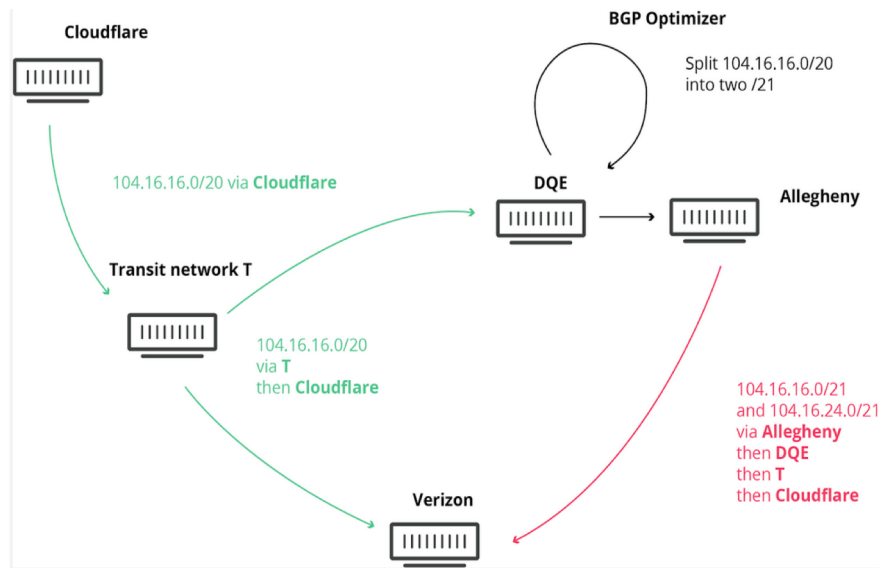 Cloudflare
BGP Optimizer
Split 104.16.16.0/20
into two /21
104.16.16.0/20 via Cloudflare
DQE
Allegheny
Transit network T
104.16.16.0/20
via T
then Cloudflare
104.16.16.0/21
and 104.16.24.0/21
via Allegheny
then DQE
then T
then Cloudflare
Verizon